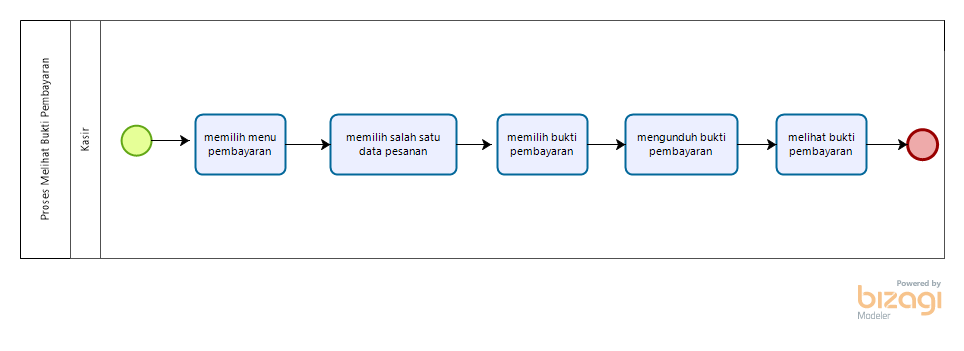 Proses Melihat Bukti Pembayaran
Kasir
memilih menu
pembayaran
memilih salah satu
data pesanan
memilih bukti
pembayaran
mengunduh bukti
pembayaran
melihat bukti
pembayaran
Powered by
bizagi
Modeler